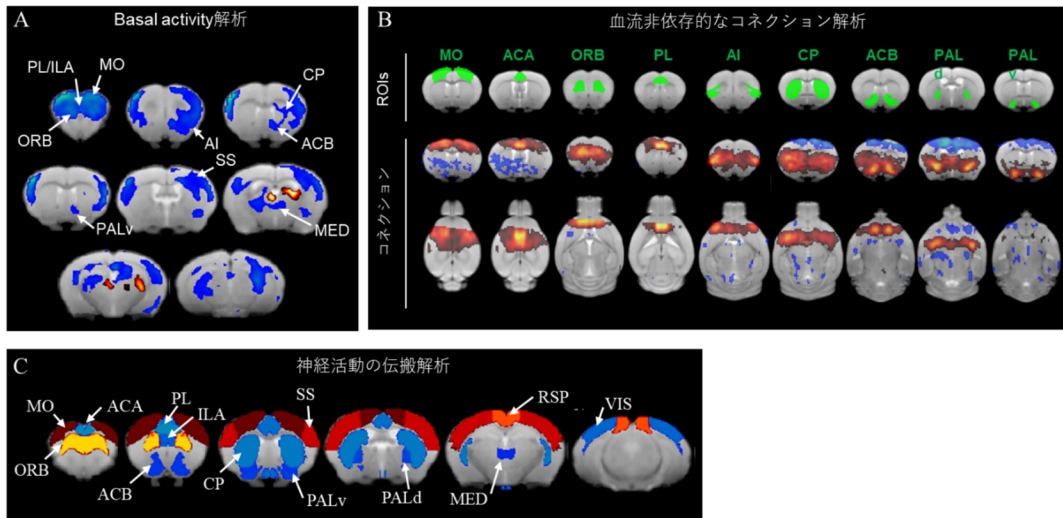 A
Basal activity解析
PL/ILA
MO
CP
ORB
AI
ACB
SS
PALv
MED
B
血流非依存的なコネクション解析
MO ACA ORB PL AI CP ACB PAL d PAL v
ROIs
コネクション
C
神経活動の伝搬解析
MO
ACA
PL
ILA
SS
RSP
VIS
ORB
ACB
CP
PALv
PALd
MED